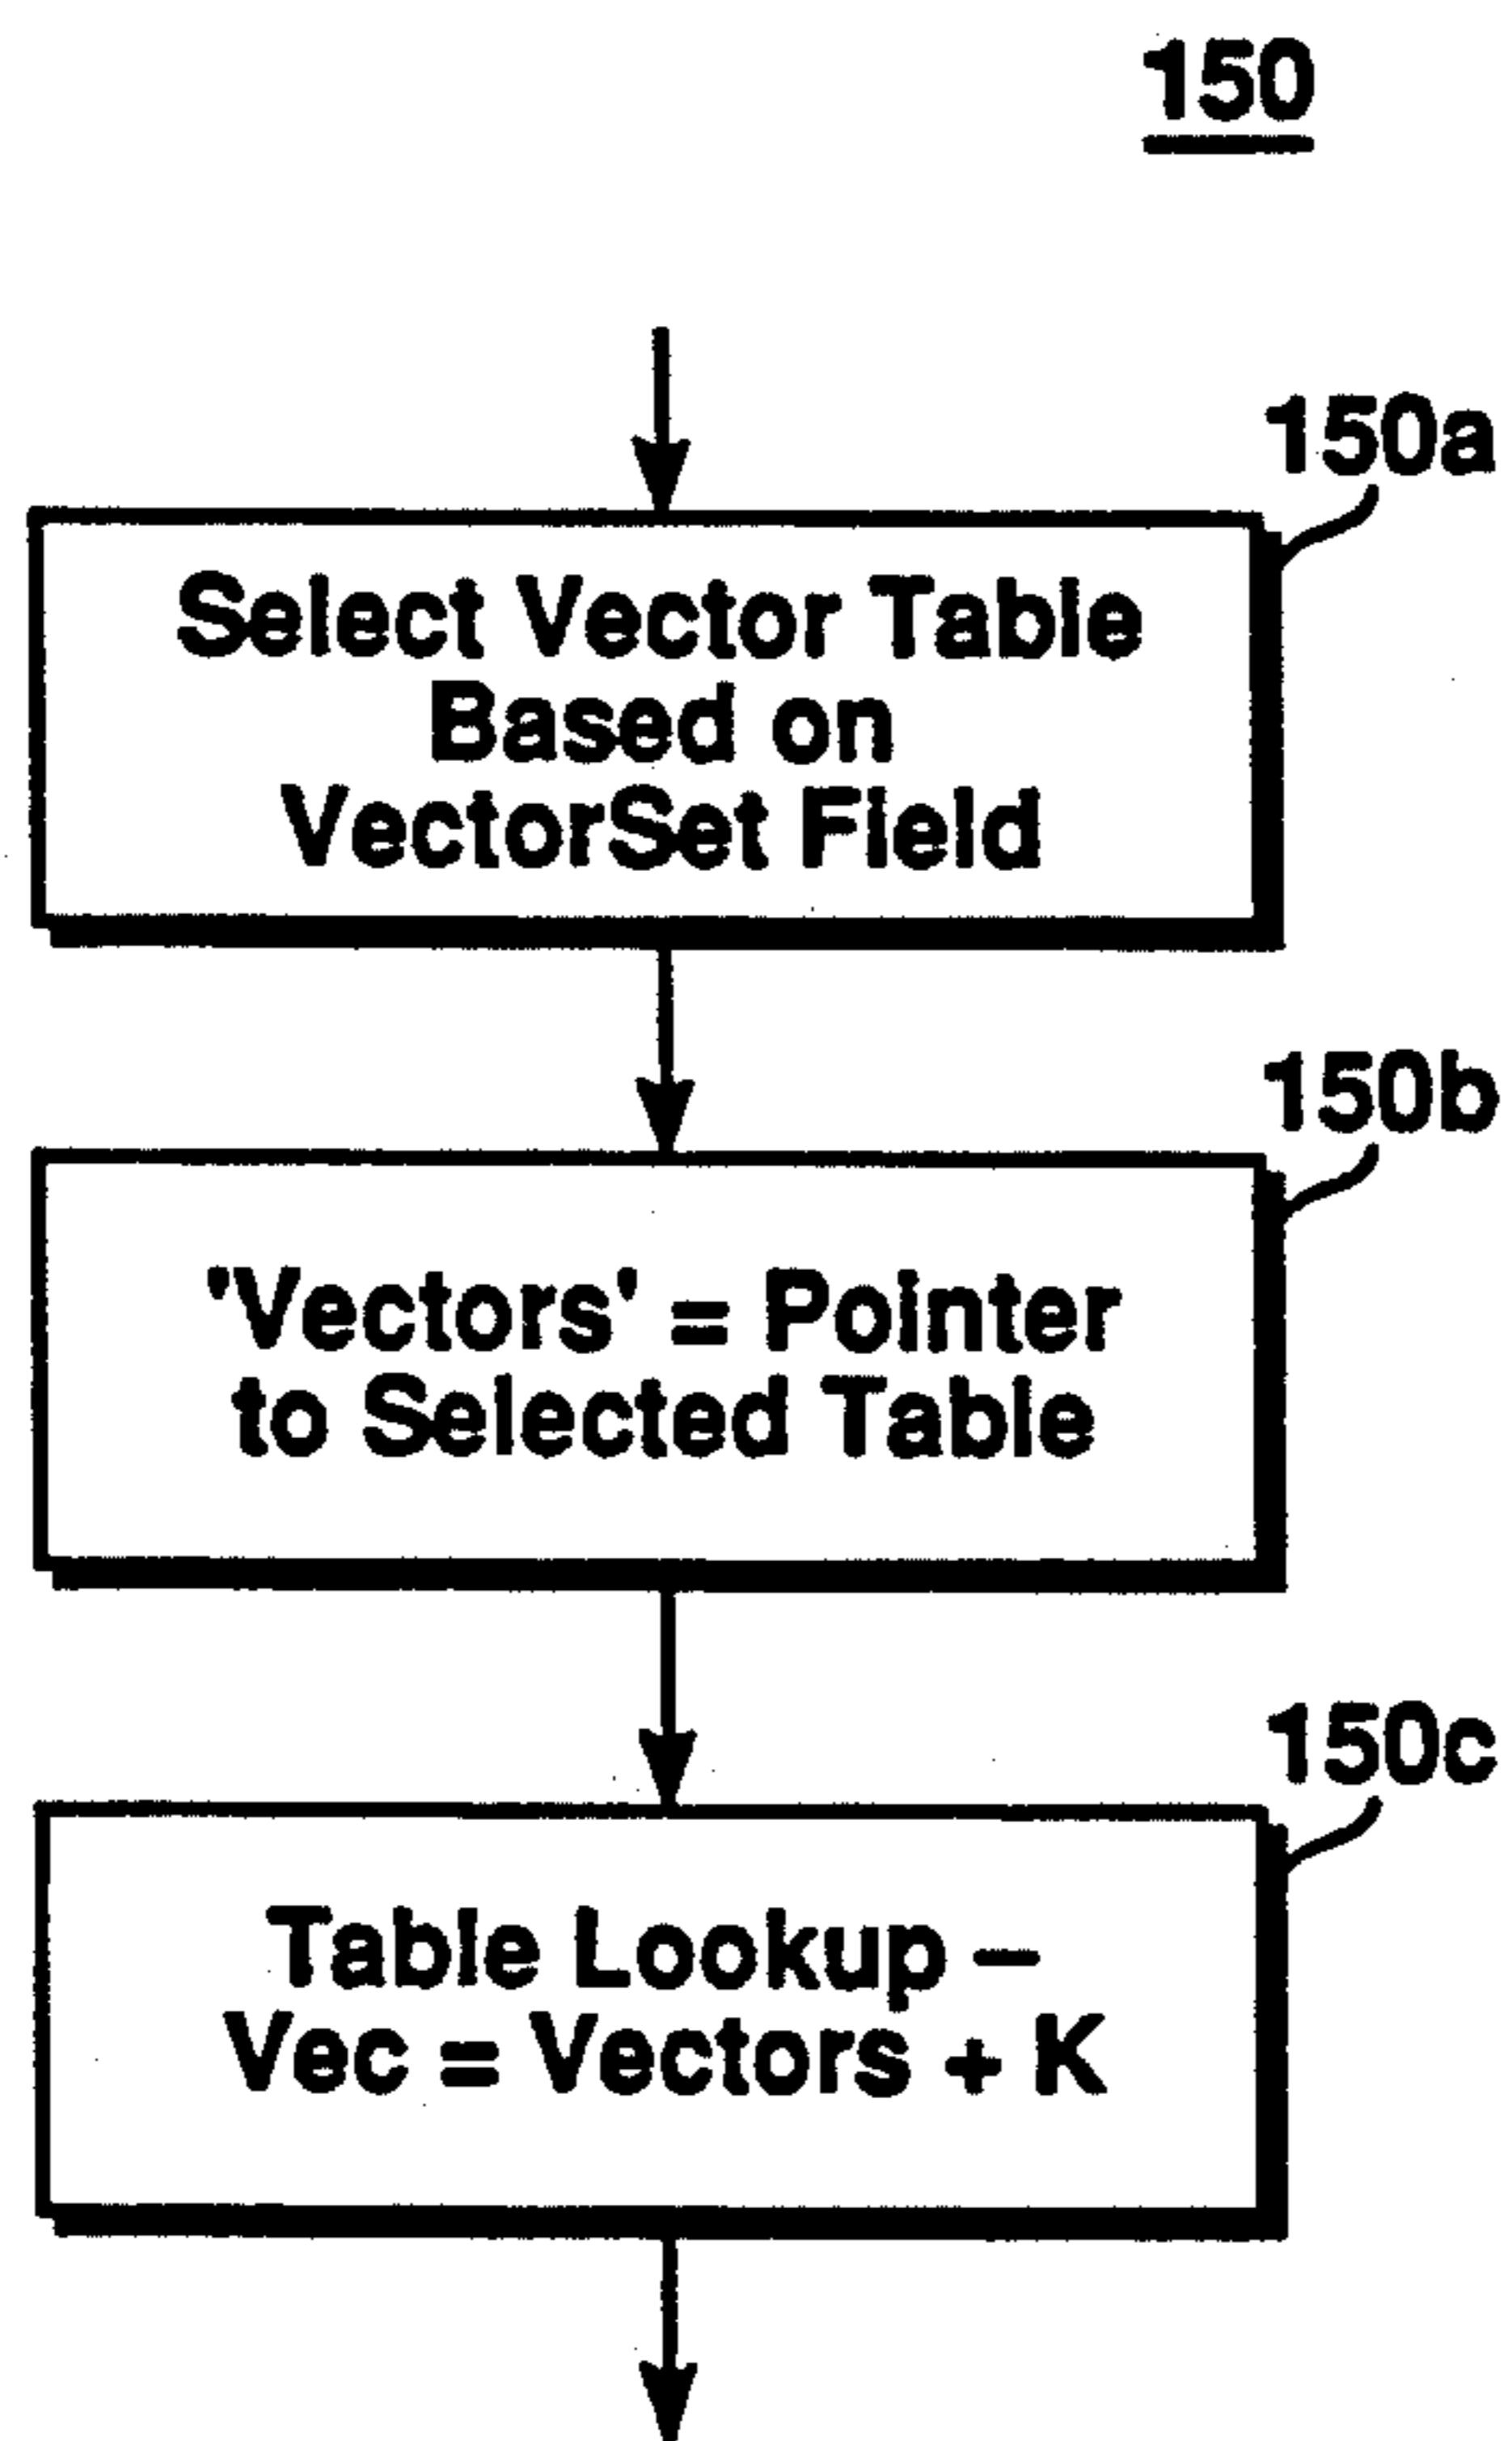 150
150a
Select Vector Table
Based on
VectorSet Field
150b
'Vectors' = Pointer
to Selected Table
150c
Table Lookup –
Vec = Vectors + K